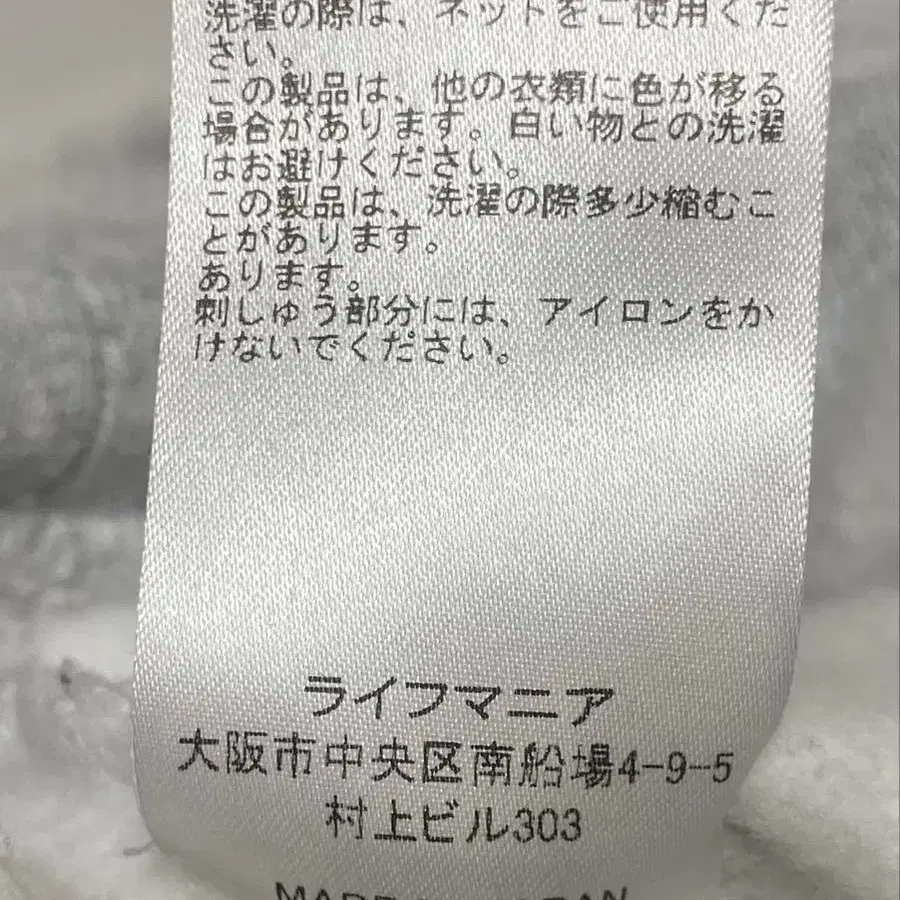 洗濯の際は、ネットをご使用くだ
さい。
この製品は、他の衣類に色が移る
場合があります。白い物との洗濯
はお避けください。
この製品は、洗濯の際多少縮むこ
とがあります。
あります。
刺しゅう部分には、アイロンをか
けないでください。
ライフマニア
大阪市中央区南船場4-9-5
村上ビル303
MADE